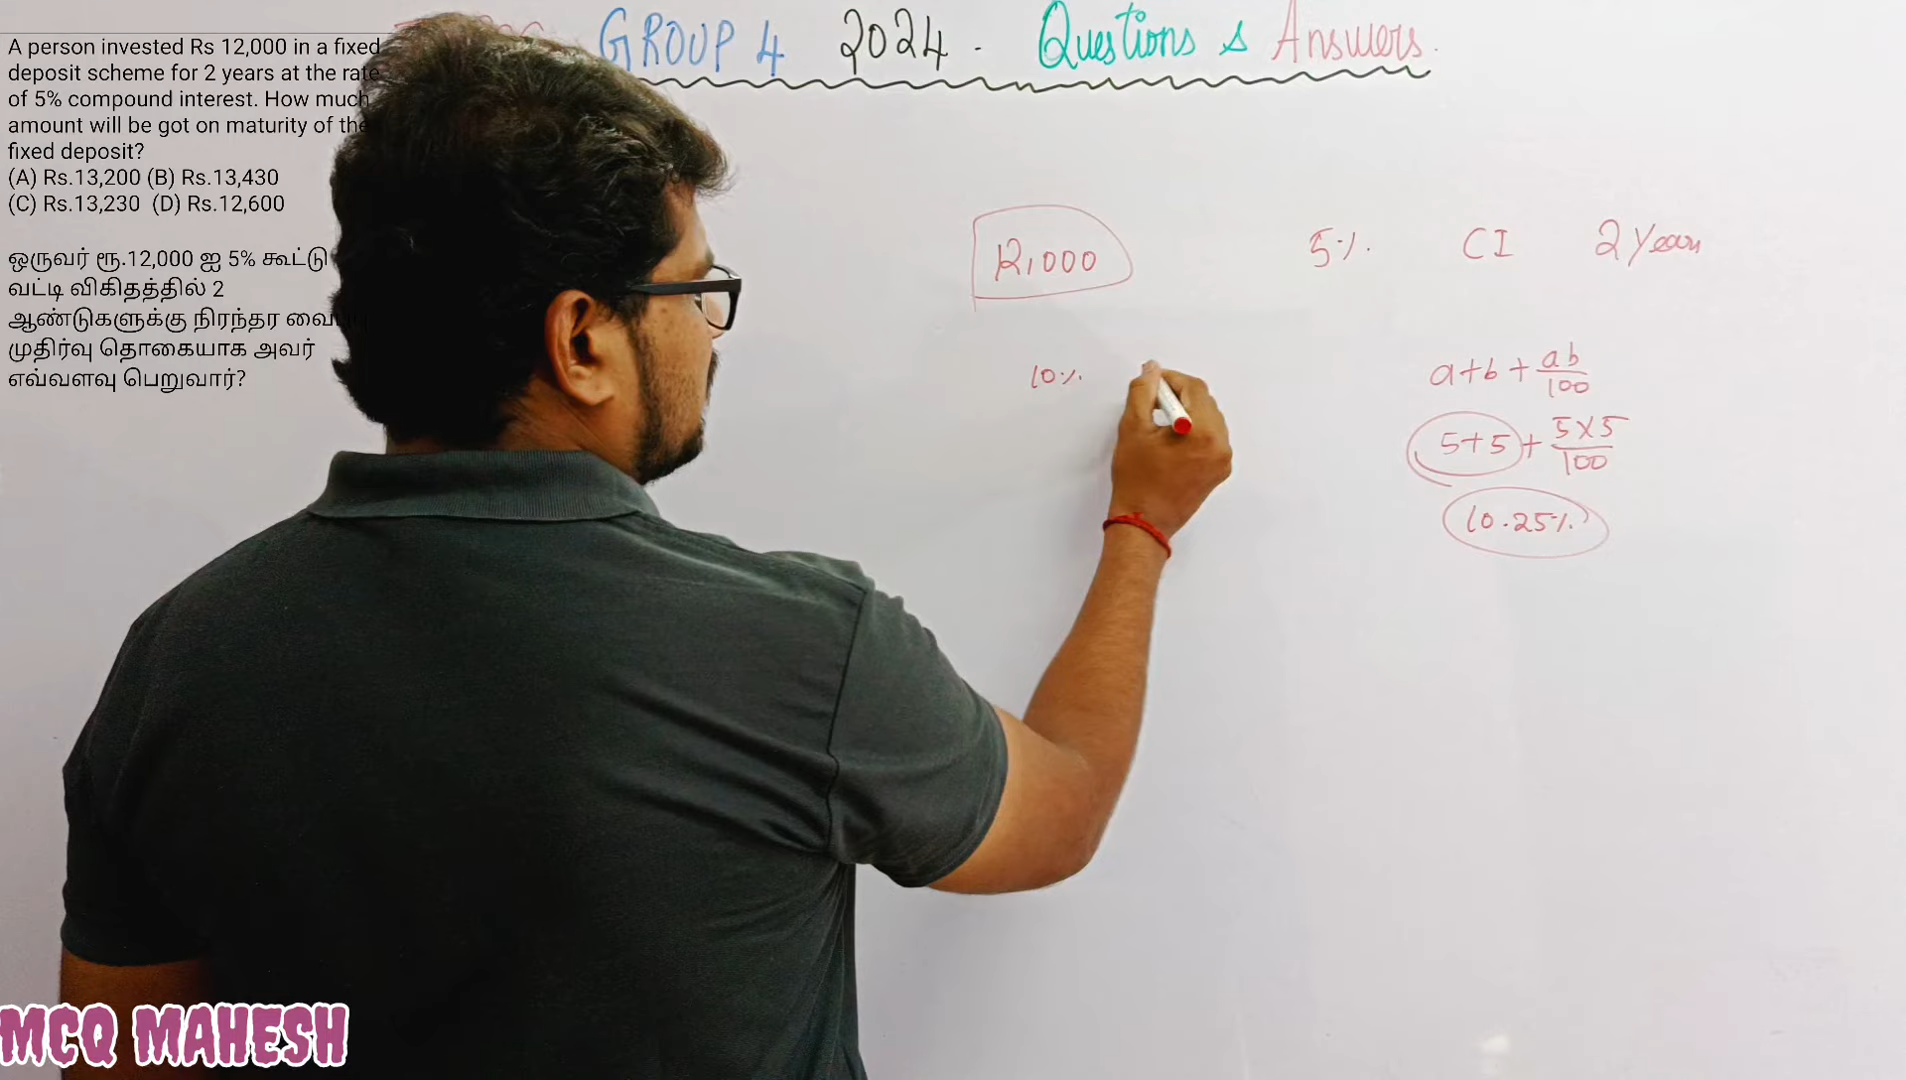 GROUP 4 2024 - Questions & Answers.
A person invested Rs 12,000 in a fixed
deposit scheme for 2 years at the rate
of 5% compound interest. How much
amount will be got on maturity of the
fixed deposit?
(A) Rs.13,200 (B) Rs.13,430
(C) Rs.13,230 (D) Rs.12,600
ஒருவர் ரூ.12,000 ஐ 5% கூட்டு
வட்டி விகிதத்தில் 2
ஆண்டுகளுக்கு நிரந்தர
முதிர்வு தொகையாக அவர்
எவ்வளவு பெறுவார்?
12,000 5%. CI 2 Years
10% a+b+ab/100
5+5+5×5/100
10.25%
MCQ MAHESH